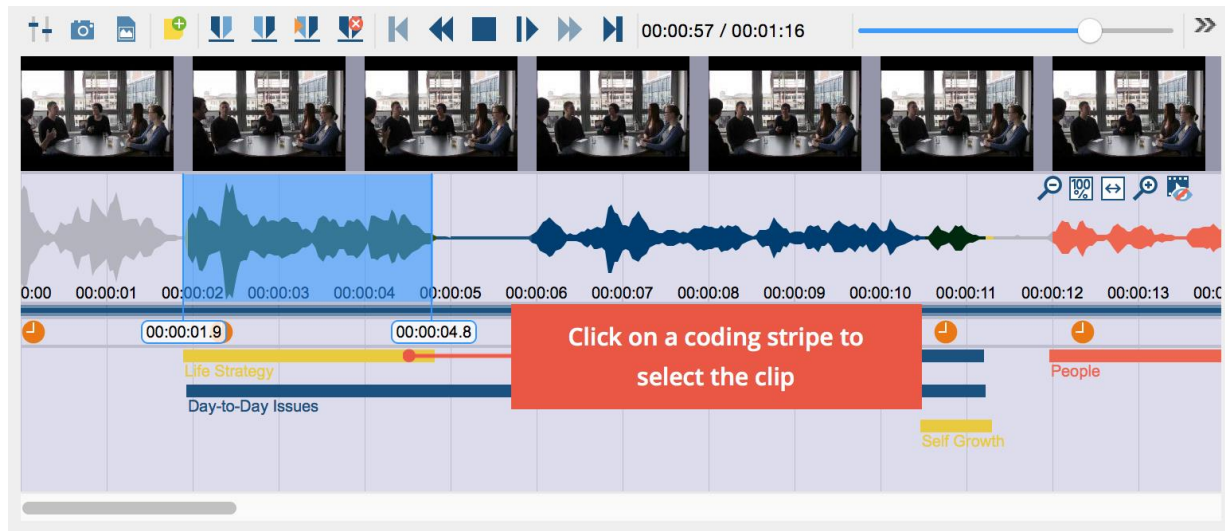 00:00:57 / 00:01:16
100
%
0:00 00:00:01 00:00:02 00:00:03 00:00:04 00:00:05 00:00:06 00:00:07 00:00:08 00:00:09 00:00:10 00:00:11 00:00:12 00:00:13 00:0
00:00:01.9 00:00:04.8
Click on a coding stripe to
select the clip
Life Strategy
People
Day-to-Day Issues
Self Growth